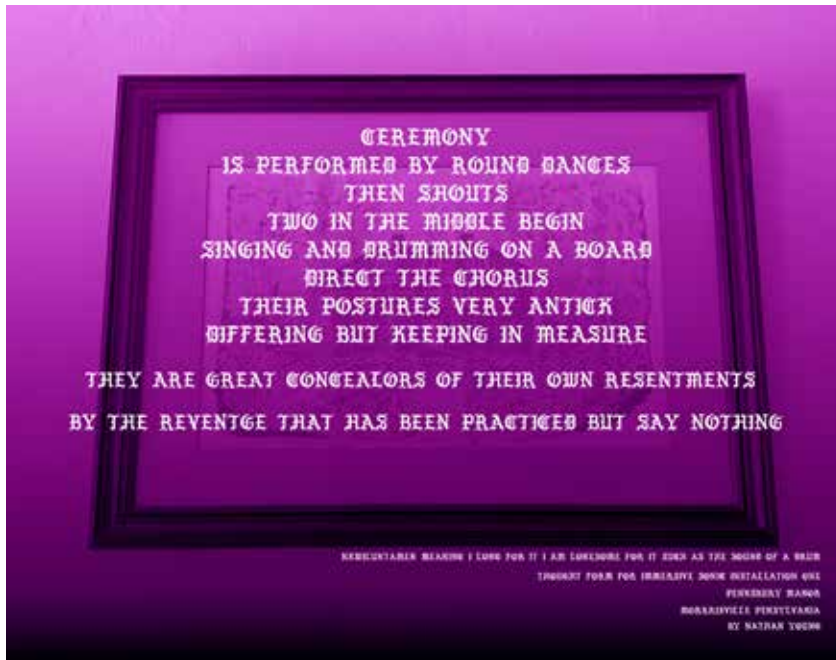 CEREMONY
IS PERFORMED BY ROUND DANCES
THEN SHOUTS
TWO IN THE MIDDLE BEGIN
SINGING AND DRUMMING ON A BOARD
DIRECT THE CHORUS
THEIR POSTURES VERY ANTICK
DIFFERING BUT KEEPING IN MEASURE
THEY ARE GREAT CONCEALORS OF THEIR OWN RESENTMENTS
BY THE REVENTGE THAT HAS BEEN PRACTICED BUT SAY NOTHING
MEANING I LONG FOR IT I AM LONESOME FOR IT SUCH AS THE SOUND OF A DRUM
THOUGHT FORM FOR IMMERSIVE SONIK INSTALLATION ONE
PENNSBURY MANOR
MORRISVILLE
BY NATHAN YOUNG